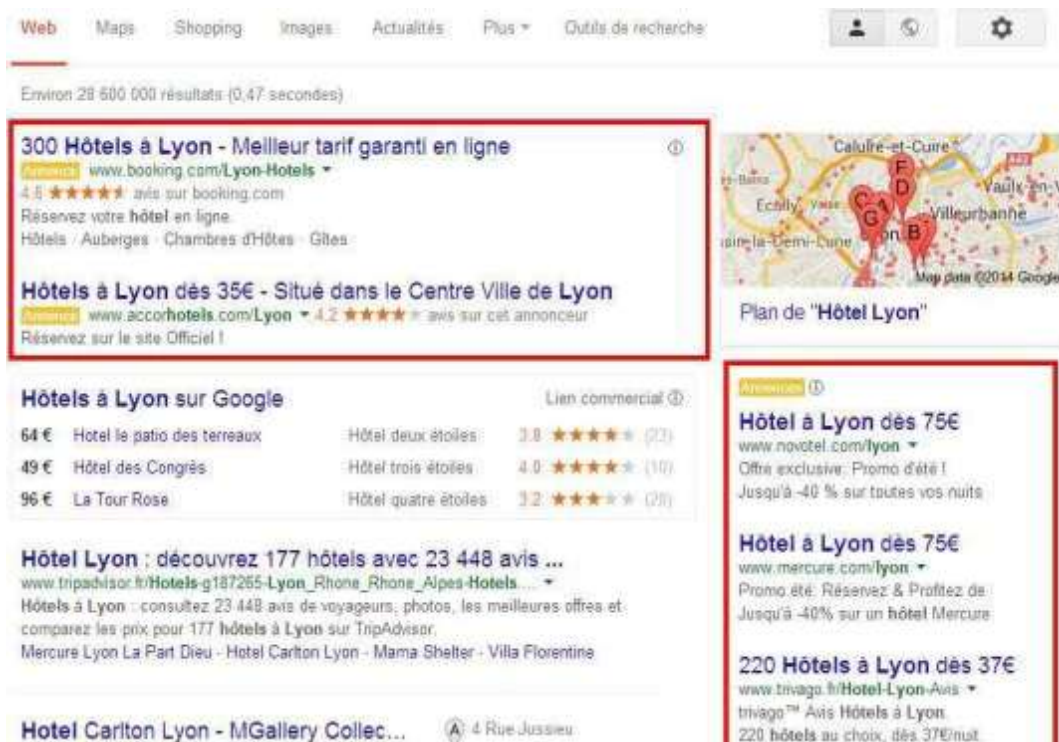 Web Maps Shopping Images Actualités Plus Outils de recherche
Environ 28 600 000 résultats (0,47 secondes)
300 Hôtels à Lyon - Meilleur tarif garanti en ligne
Annonce www.booking.com/Lyon-Hotels
4.6 ★★★★★ avis sur booking.com
Réservez votre hôtel en ligne.
Hôtels · Auberges · Chambres d'Hôtes · Gîtes
Hôtels à Lyon dès 35€ - Situé dans le Centre Ville de Lyon
Annonce www.accorhotels.com/Lyon 4.2 ★★★★★ avis sur cet annonceur
Réservez sur le site Officiel !
Hôtels à Lyon sur Google Lien commercial
64 € Hotel le patio des terreaux Hôtel deux étoiles 3.8 ★★★★★ (23)
49 € Hôtel des Congrès Hôtel trois étoiles 4.0 ★★★★★ (10)
96 € La Tour Rose Hôtel quatre étoiles 3.2 ★★★★★ (28)
Hôtel Lyon : découvrez 177 hôtels avec 23 448 avis ...
www.tripadvisor.fr/Hotels-g187265-Lyon_Rhone_Rhone_Alpes-Hotels....
Hôtels à Lyon : consultez 23 448 avis de voyageurs, photos, les meilleures offres et
comparez les prix pour 177 hôtels à Lyon sur TripAdvisor.
Mercure Lyon La Part Dieu - Hotel Carlton Lyon - Mama Shelter - Villa Florentine
Hotel Carlton Lyon - MGallery Collec... A 4 Rue Jussieu
Caluire-et-Cuire
A42
Vaulx-en-
Ecully
Villeurbanne
F
D
C A
G
B
on
-la-Demi-Lune
Map data ©2014 Google
Plan de "Hôtel Lyon"
Annonces
Hôtel à Lyon dès 75€
www.novotel.com/lyon
Offre exclusive: Promo d'été !
Jusqu'à -40 % sur toutes vos nuits
Hôtel à Lyon dès 75€
www.mercure.com/lyon
Promo été: Réservez & Profitez de
Jusqu'à -40% sur un hôtel Mercure
220 Hôtels à Lyon dès 37€
www.trivago.fr/Hotel-Lyon-Avis
trivago™ Avis Hôtels à Lyon
220 hôtels au choix, dès 37€/nuit.